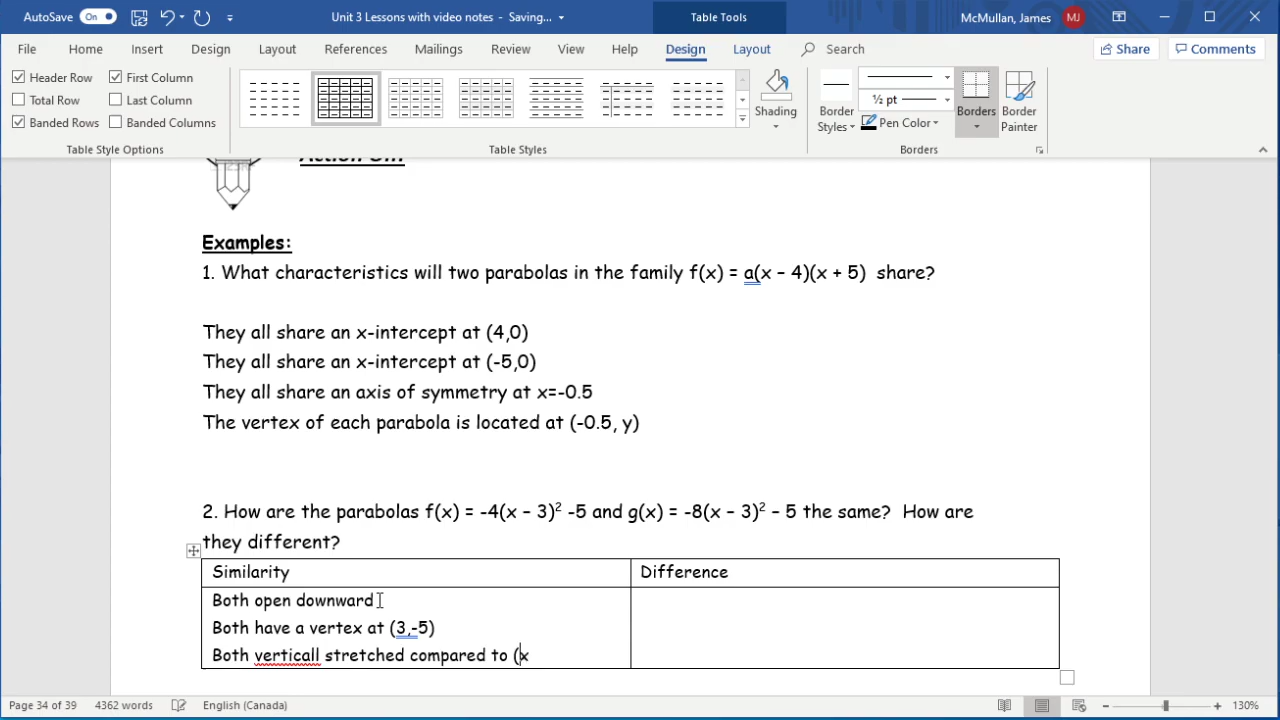 AutoSave On Unit 3 Lessons with video notes - Saving... Table Tools McMullan, James MJ
File Home Insert Design Layout References Mailings Review View Help Design Layout Search Share Comments
Header Row First Column
Total Row Last Column
Banded Rows Banded Columns
Table Style Options
Table Styles
Shading
Border Styles
½ pt
Pen Color
Borders
Border Painter
Borders
Examples:
1. What characteristics will two parabolas in the family f(x) = a(x – 4)(x + 5) share?
They all share an x-intercept at (4,0)
They all share an x-intercept at (-5,0)
They all share an axis of symmetry at x=-0.5
The vertex of each parabola is located at (-0.5, y)
2. How are the parabolas f(x) = -4(x – 3)² -5 and g(x) = -8(x – 3)² – 5 the same? How are
they different?
Similarity Difference
Both open downward
Both have a vertex at (3,-5)
Both verticall stretched compared to (x
Page 34 of 39 4362 words English (Canada) 130%